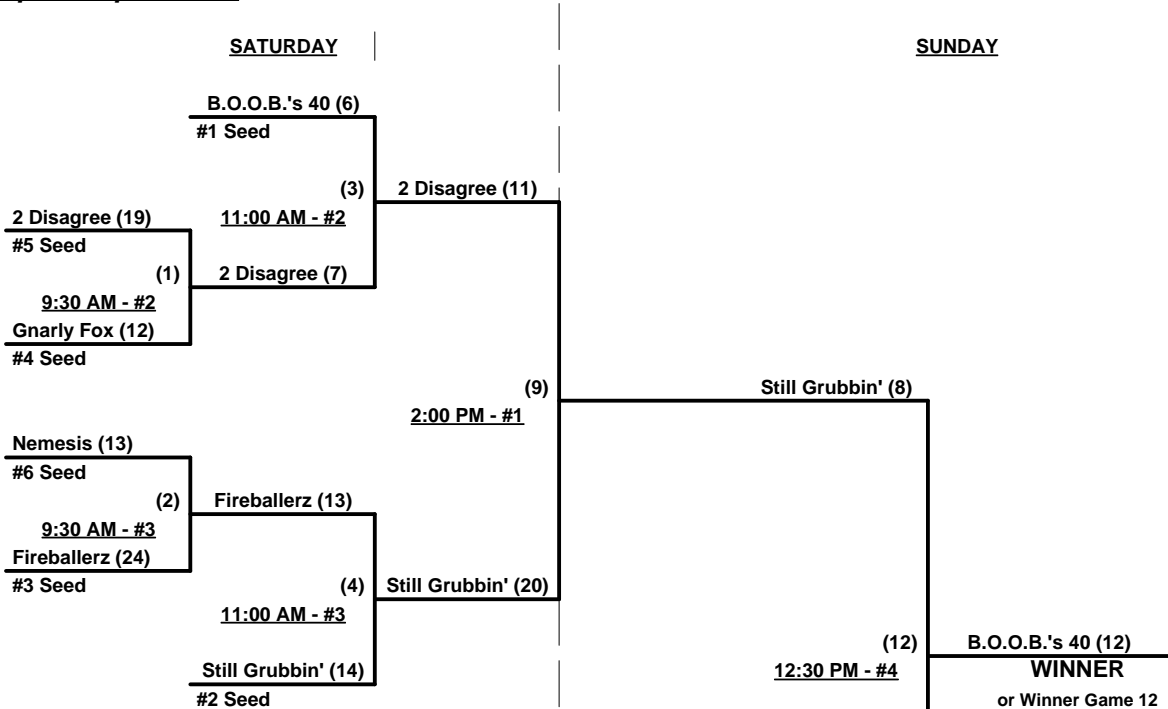 SATURDAY
SUNDAY
B.O.O.B.'s 40 (6)
#1 Seed
(3)
11:00 AM - #2
2 Disagree (11)
2 Disagree (19)
#5 Seed
(1)
9:30 AM - #2
2 Disagree (7)
Gnarly Fox (12)
#4 Seed
(9)
2:00 PM - #1
Still Grubbin' (8)
Nemesis (13)
#6 Seed
(2)
9:30 AM - #3
Fireballerz (13)
Fireballerz (24)
#3 Seed
(4)
11:00 AM - #3
Still Grubbin' (20)
Still Grubbin' (14)
#2 Seed
(12)
12:30 PM - #4
B.O.O.B.'s 40 (12)
WINNER
or Winner Game 12